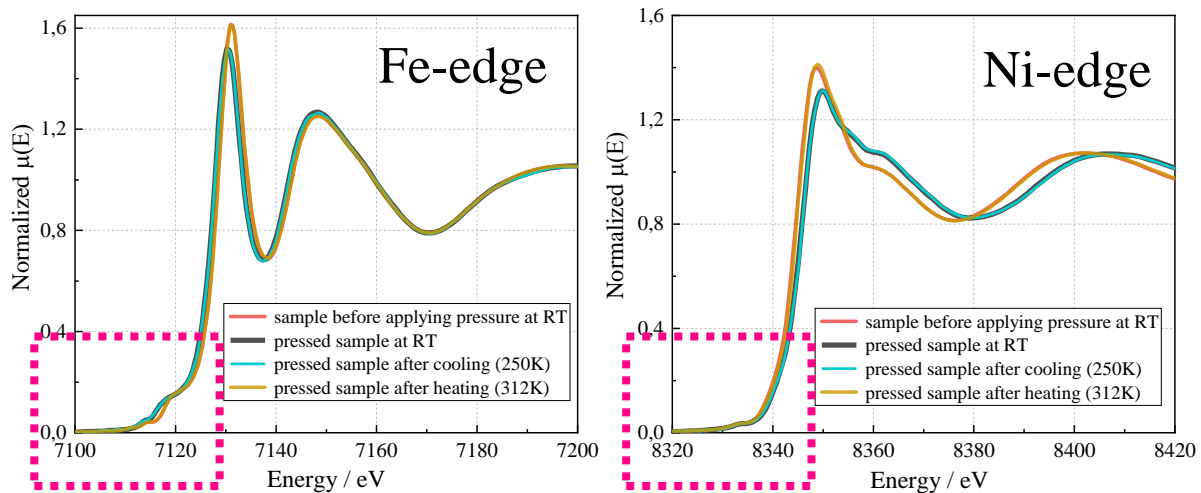 Fe-edge
Normalized μ(E)
1,6
1,2
0,8
0,4
0,0
sample before applying pressure at RT
pressed sample at RT
pressed sample after cooling (250K)
pressed sample after heating (312K)
7100 7120 7140 7160 7180 7200
Energy / eV
Ni-edge
Normalized μ(E)
1,6
1,2
0,8
0,4
0,0
sample before applying pressure at RT
pressed sample at RT
pressed sample after cooling (250K)
pressed sample after heating (312K)
8320 8340 8360 8380 8400 8420
Energy / eV